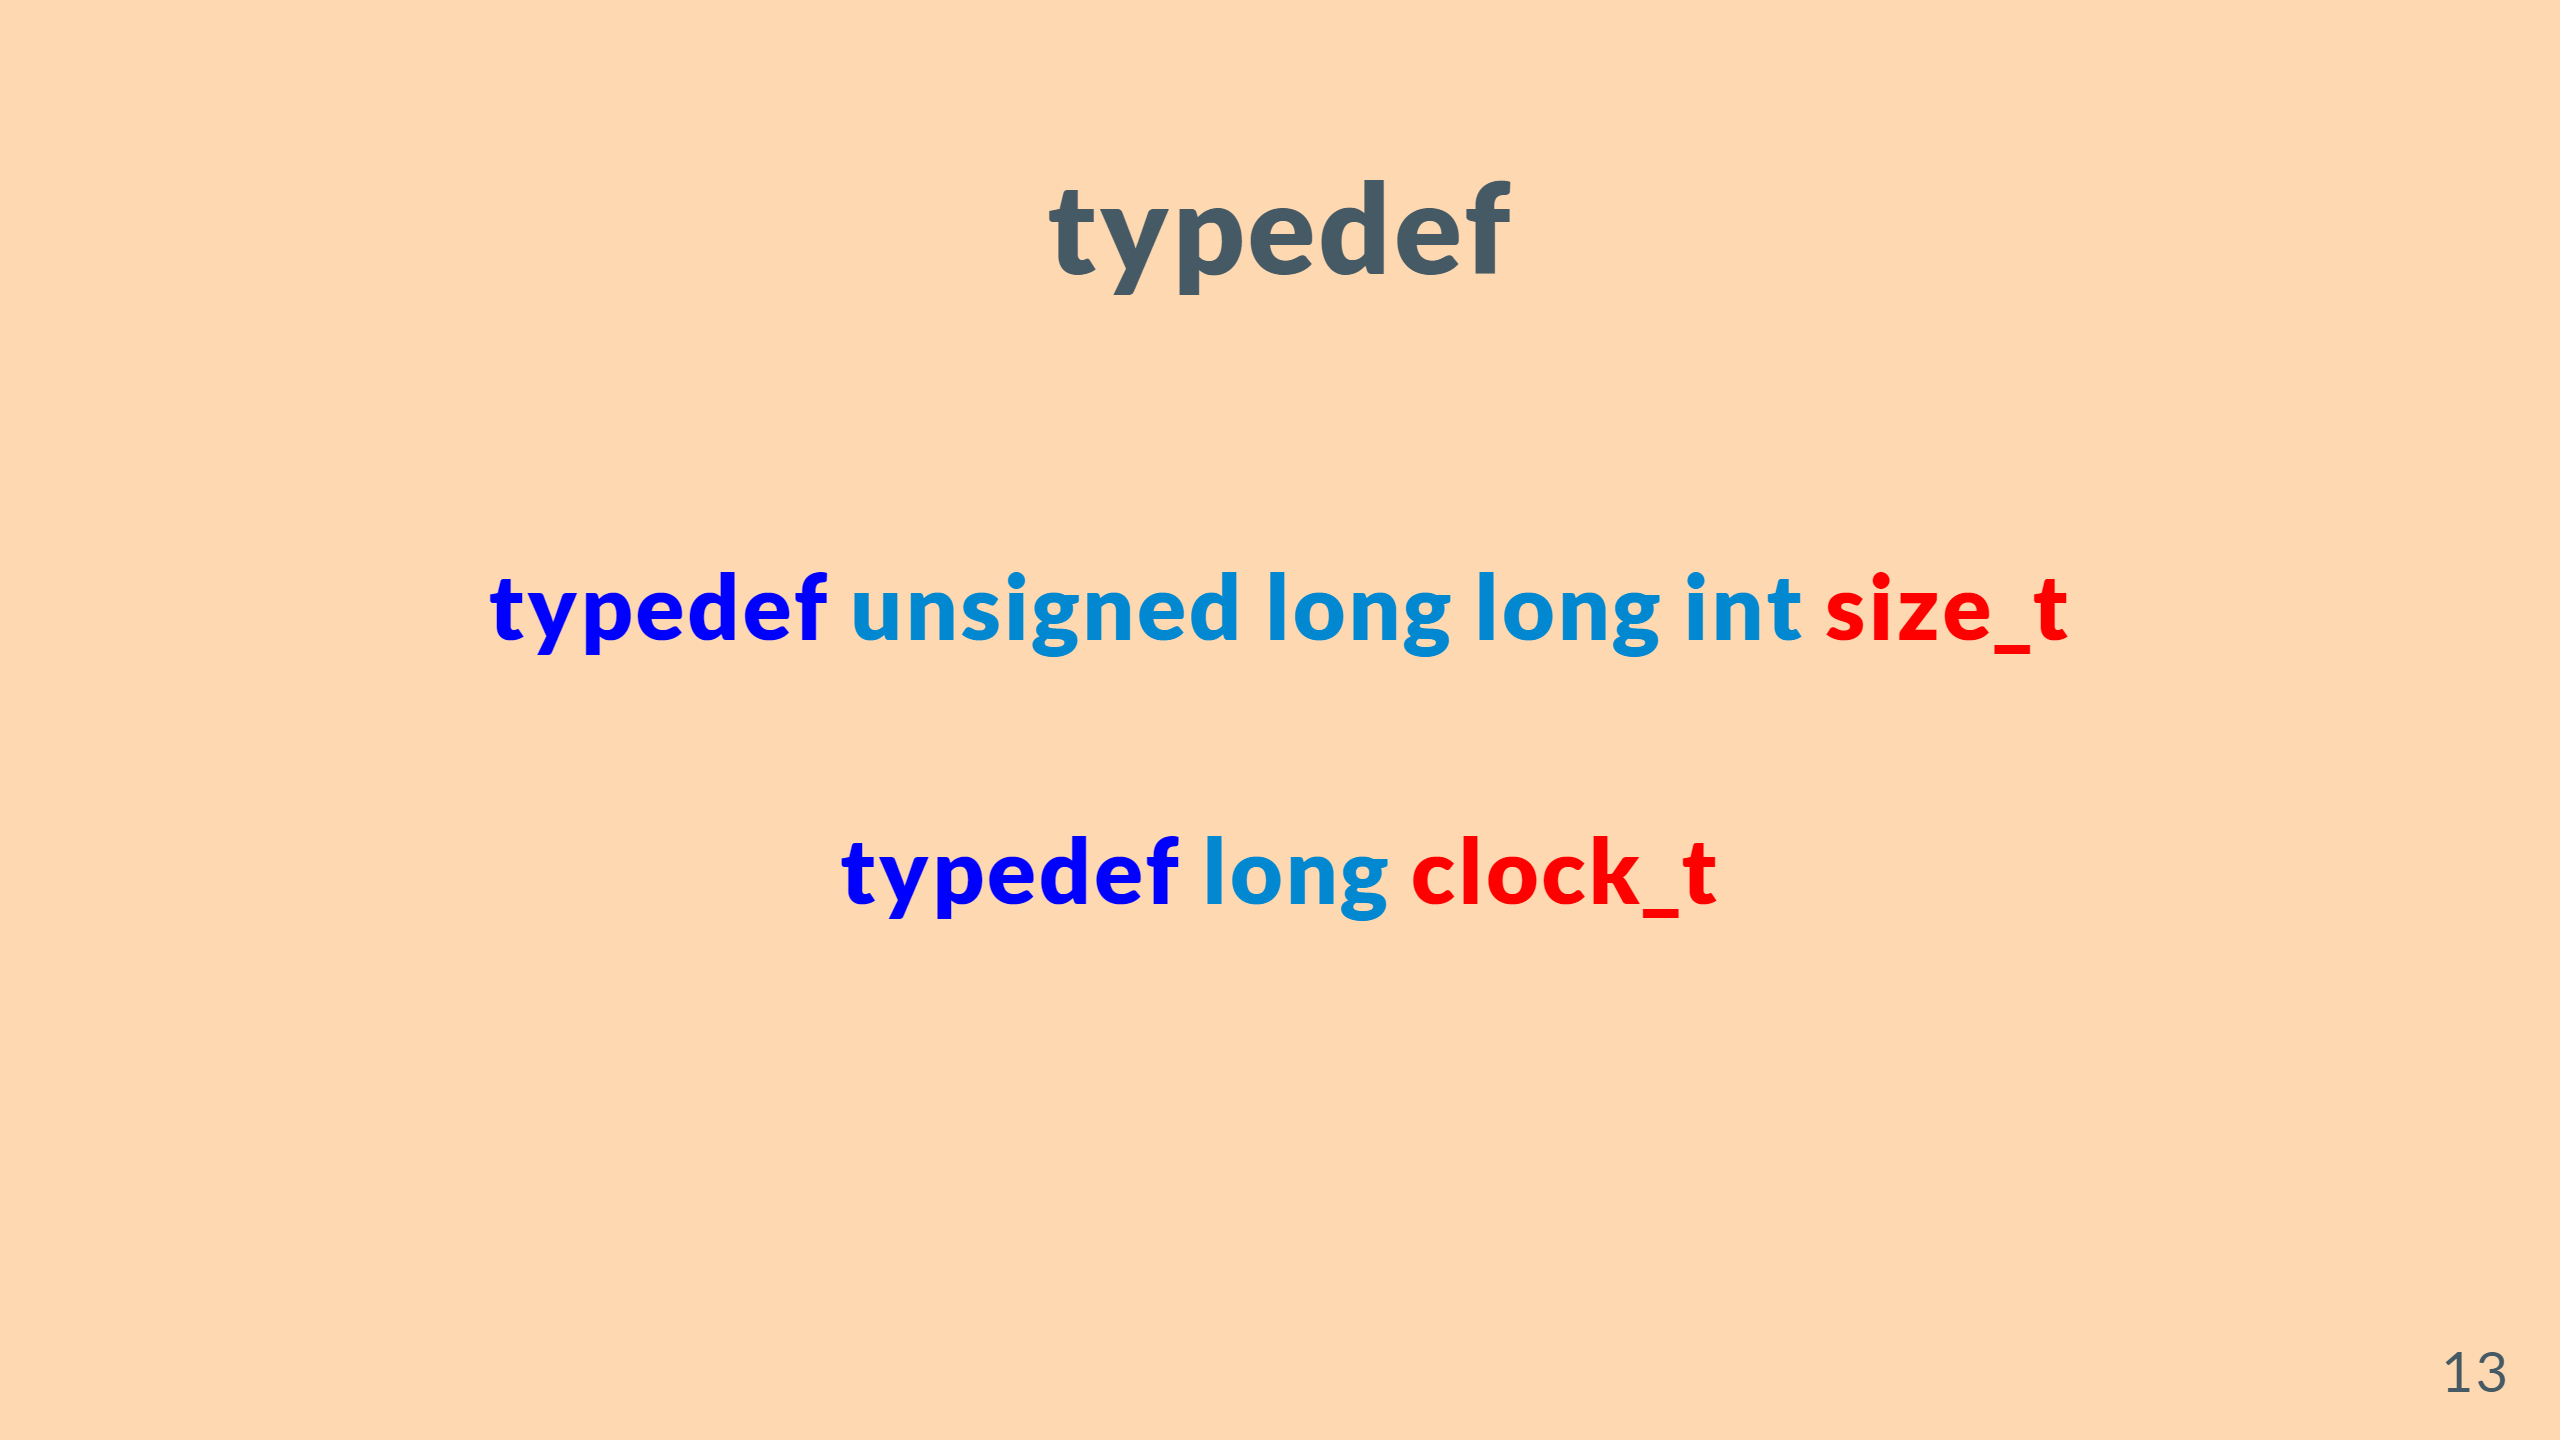 typedef
typedef unsigned long long int size_t
typedef long clock_t
13